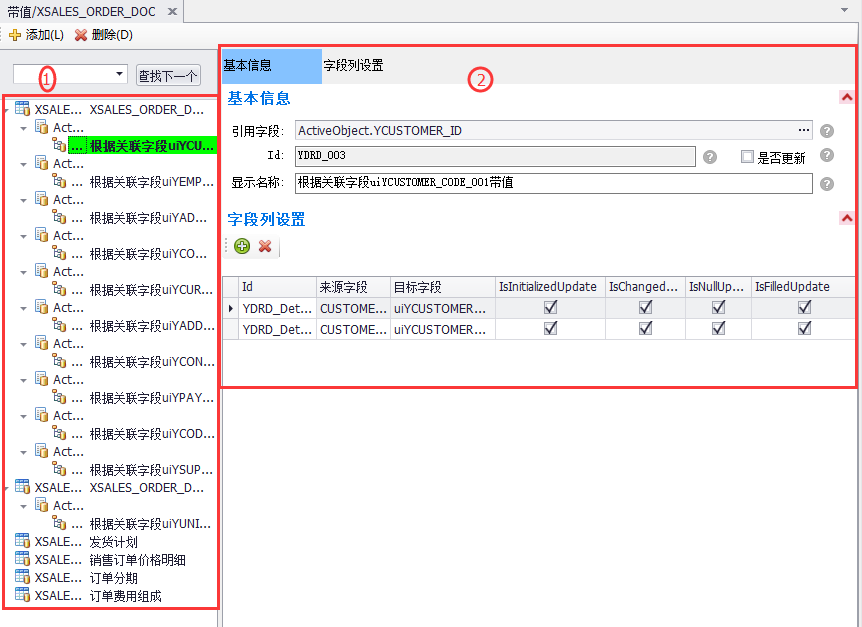 带值/XSALES_ORDER_DOC
添加(L) 删除(D)
查找下一个
1
XSALE... XSALES_ORDER_D...
Act...
... 根据关联字段uiYCU...
Act...
... 根据关联字段uiYEMP...
Act...
... 根据关联字段uiYAD...
Act...
... 根据关联字段uiYCO...
Act...
... 根据关联字段uiYCUR...
Act...
... 根据关联字段uiYADD...
Act...
... 根据关联字段uiYCON...
Act...
... 根据关联字段uiYPAY...
Act...
... 根据关联字段uiYCOD...
Act...
... 根据关联字段uiYSUP...
XSALE... XSALES_ORDER_D...
Act...
... 根据关联字段uiYUNI...
XSALE... 发货计划
XSALE... 销售订单价格明细
XSALE... 订单分期
XSALE... 订单费用组成
基本信息 字段列设置
2
基本信息
引用字段: ActiveObject.YCUSTOMER_ID ...
Id: YDRD_003 是否更新
显示名称: 根据关联字段uiYCUSTOMER_CODE_001带值
字段列设置
Id 来源字段 目标字段 IsInitializedUpdate IsChanged... IsNullUp... IsFilledUpdate
YDRD_Det... CUSTOME... uiYCUSTOMER...
YDRD_Det... CUSTOME... uiYCUSTOMER...